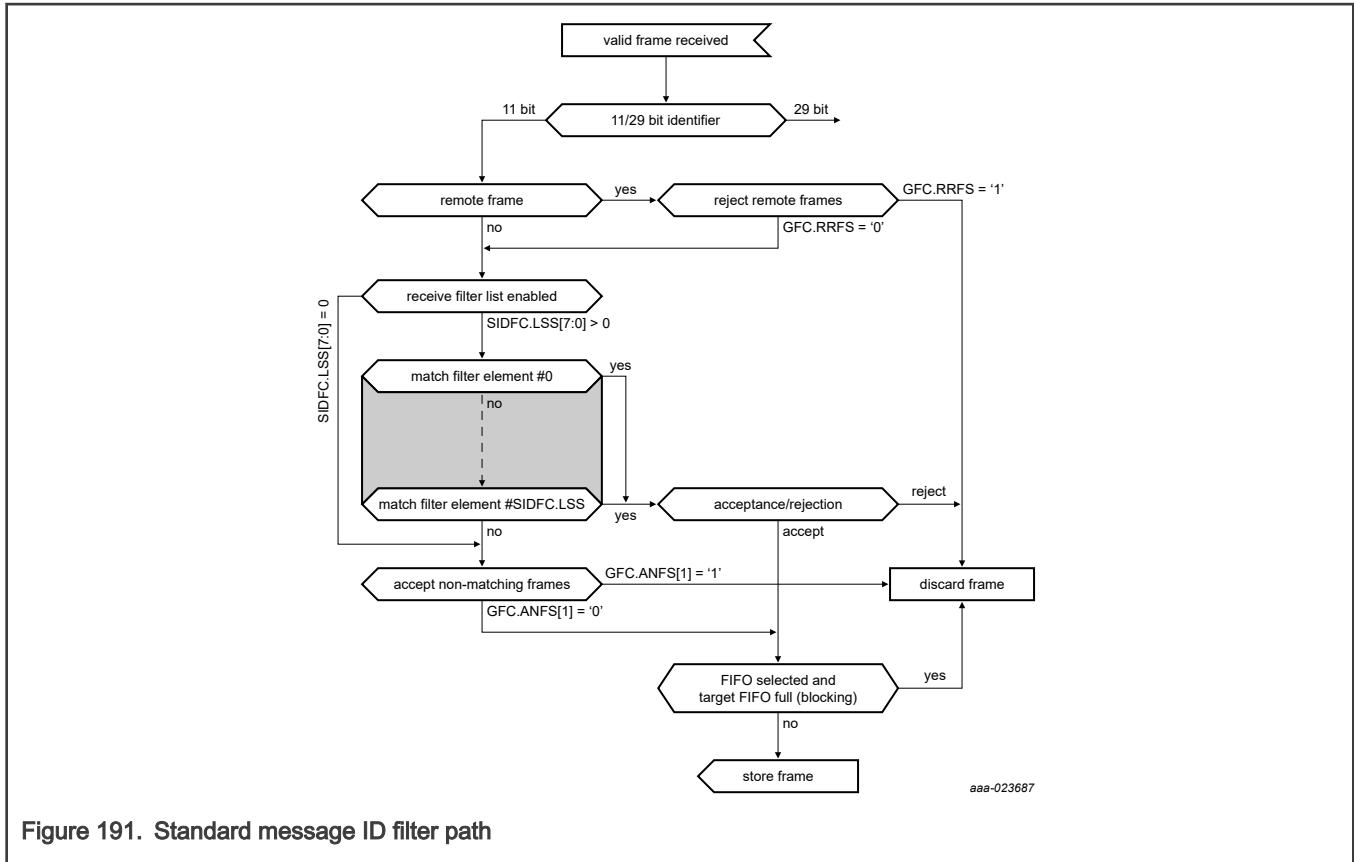 valid frame received
11 bit
11/29 bit identifier
29 bit
remote frame
yes
reject remote frames
GFC.RRFS = ‘1’
no
GFC.RRFS = ‘0’
receive filter list enabled
SIDFC.LSS[7:0] = 0
SIDFC.LSS[7:0] > 0
match filter element #0
yes
no
match filter element #SIDFC.LSS
yes
acceptance/rejection
reject
no
accept
accept non-matching frames
GFC.ANFS[1] = ‘1’
discard frame
GFC.ANFS[1] = ‘0’
FIFO selected and
target FIFO full (blocking)
yes
no
store frame
aaa-023687
Figure 191. Standard message ID filter path